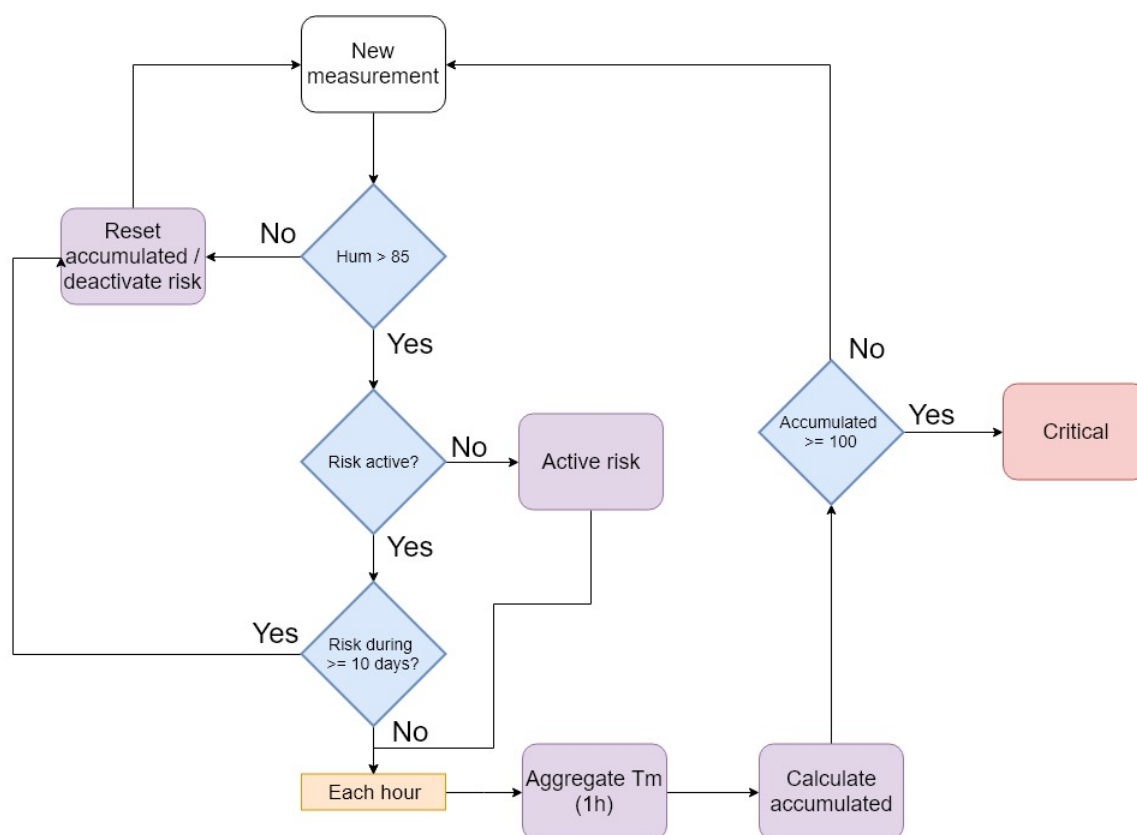 New
measurement
Reset
accumulated /
deactivate risk
No
Hum > 85
Yes
No
Accumulated
>= 100
Yes
Critical
Risk active?
No
Active risk
Yes
Yes
Risk during
>= 10 days?
No
Each hour
Aggregate Tm
(1h)
Calculate
accumulated